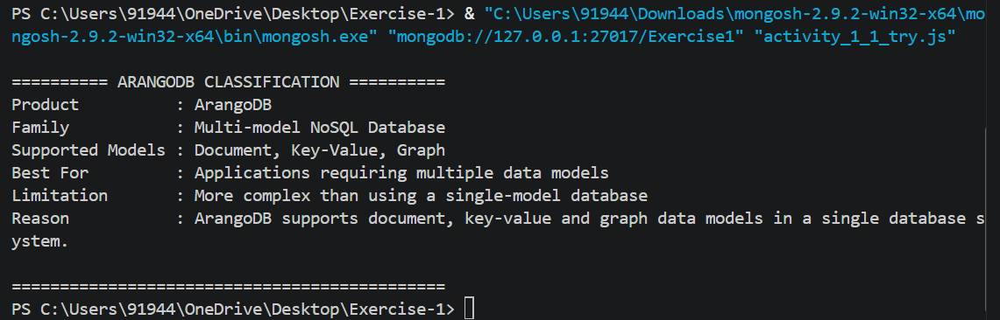 PS C:\Users\91944\OneDrive\Desktop\Exercise-1> & "C:\Users\91944\Downloads\mongosh-2.9.2-win32-x64\mo
ngosh-2.9.2-win32-x64\bin\mongosh.exe" "mongodb://127.0.0.1:27017/Exercise1" "activity_1_1_try.js"

========== ARANGODB CLASSIFICATION ==========
Product          : ArangoDB
Family           : Multi-model NoSQL Database
Supported Models : Document, Key-Value, Graph
Best For         : Applications requiring multiple data models
Limitation       : More complex than using a single-model database
Reason           : ArangoDB supports document, key-value and graph data models in a single database s
ystem.

=============================================
PS C:\Users\91944\OneDrive\Desktop\Exercise-1>